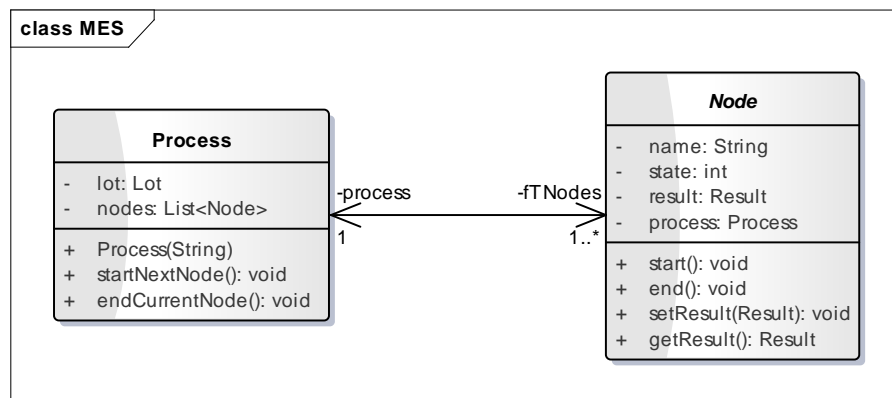 class MES
Process
- lot: Lot
- nodes: List<Node>
+ Process(String)
+ startNextNode(): void
+ endCurrentNode(): void
-process
1
-fTNodes
1..*
Node
- name: String
- state: int
- result: Result
- process: Process
+ start(): void
+ end(): void
+ setResult(Result): void
+ getResult(): Result